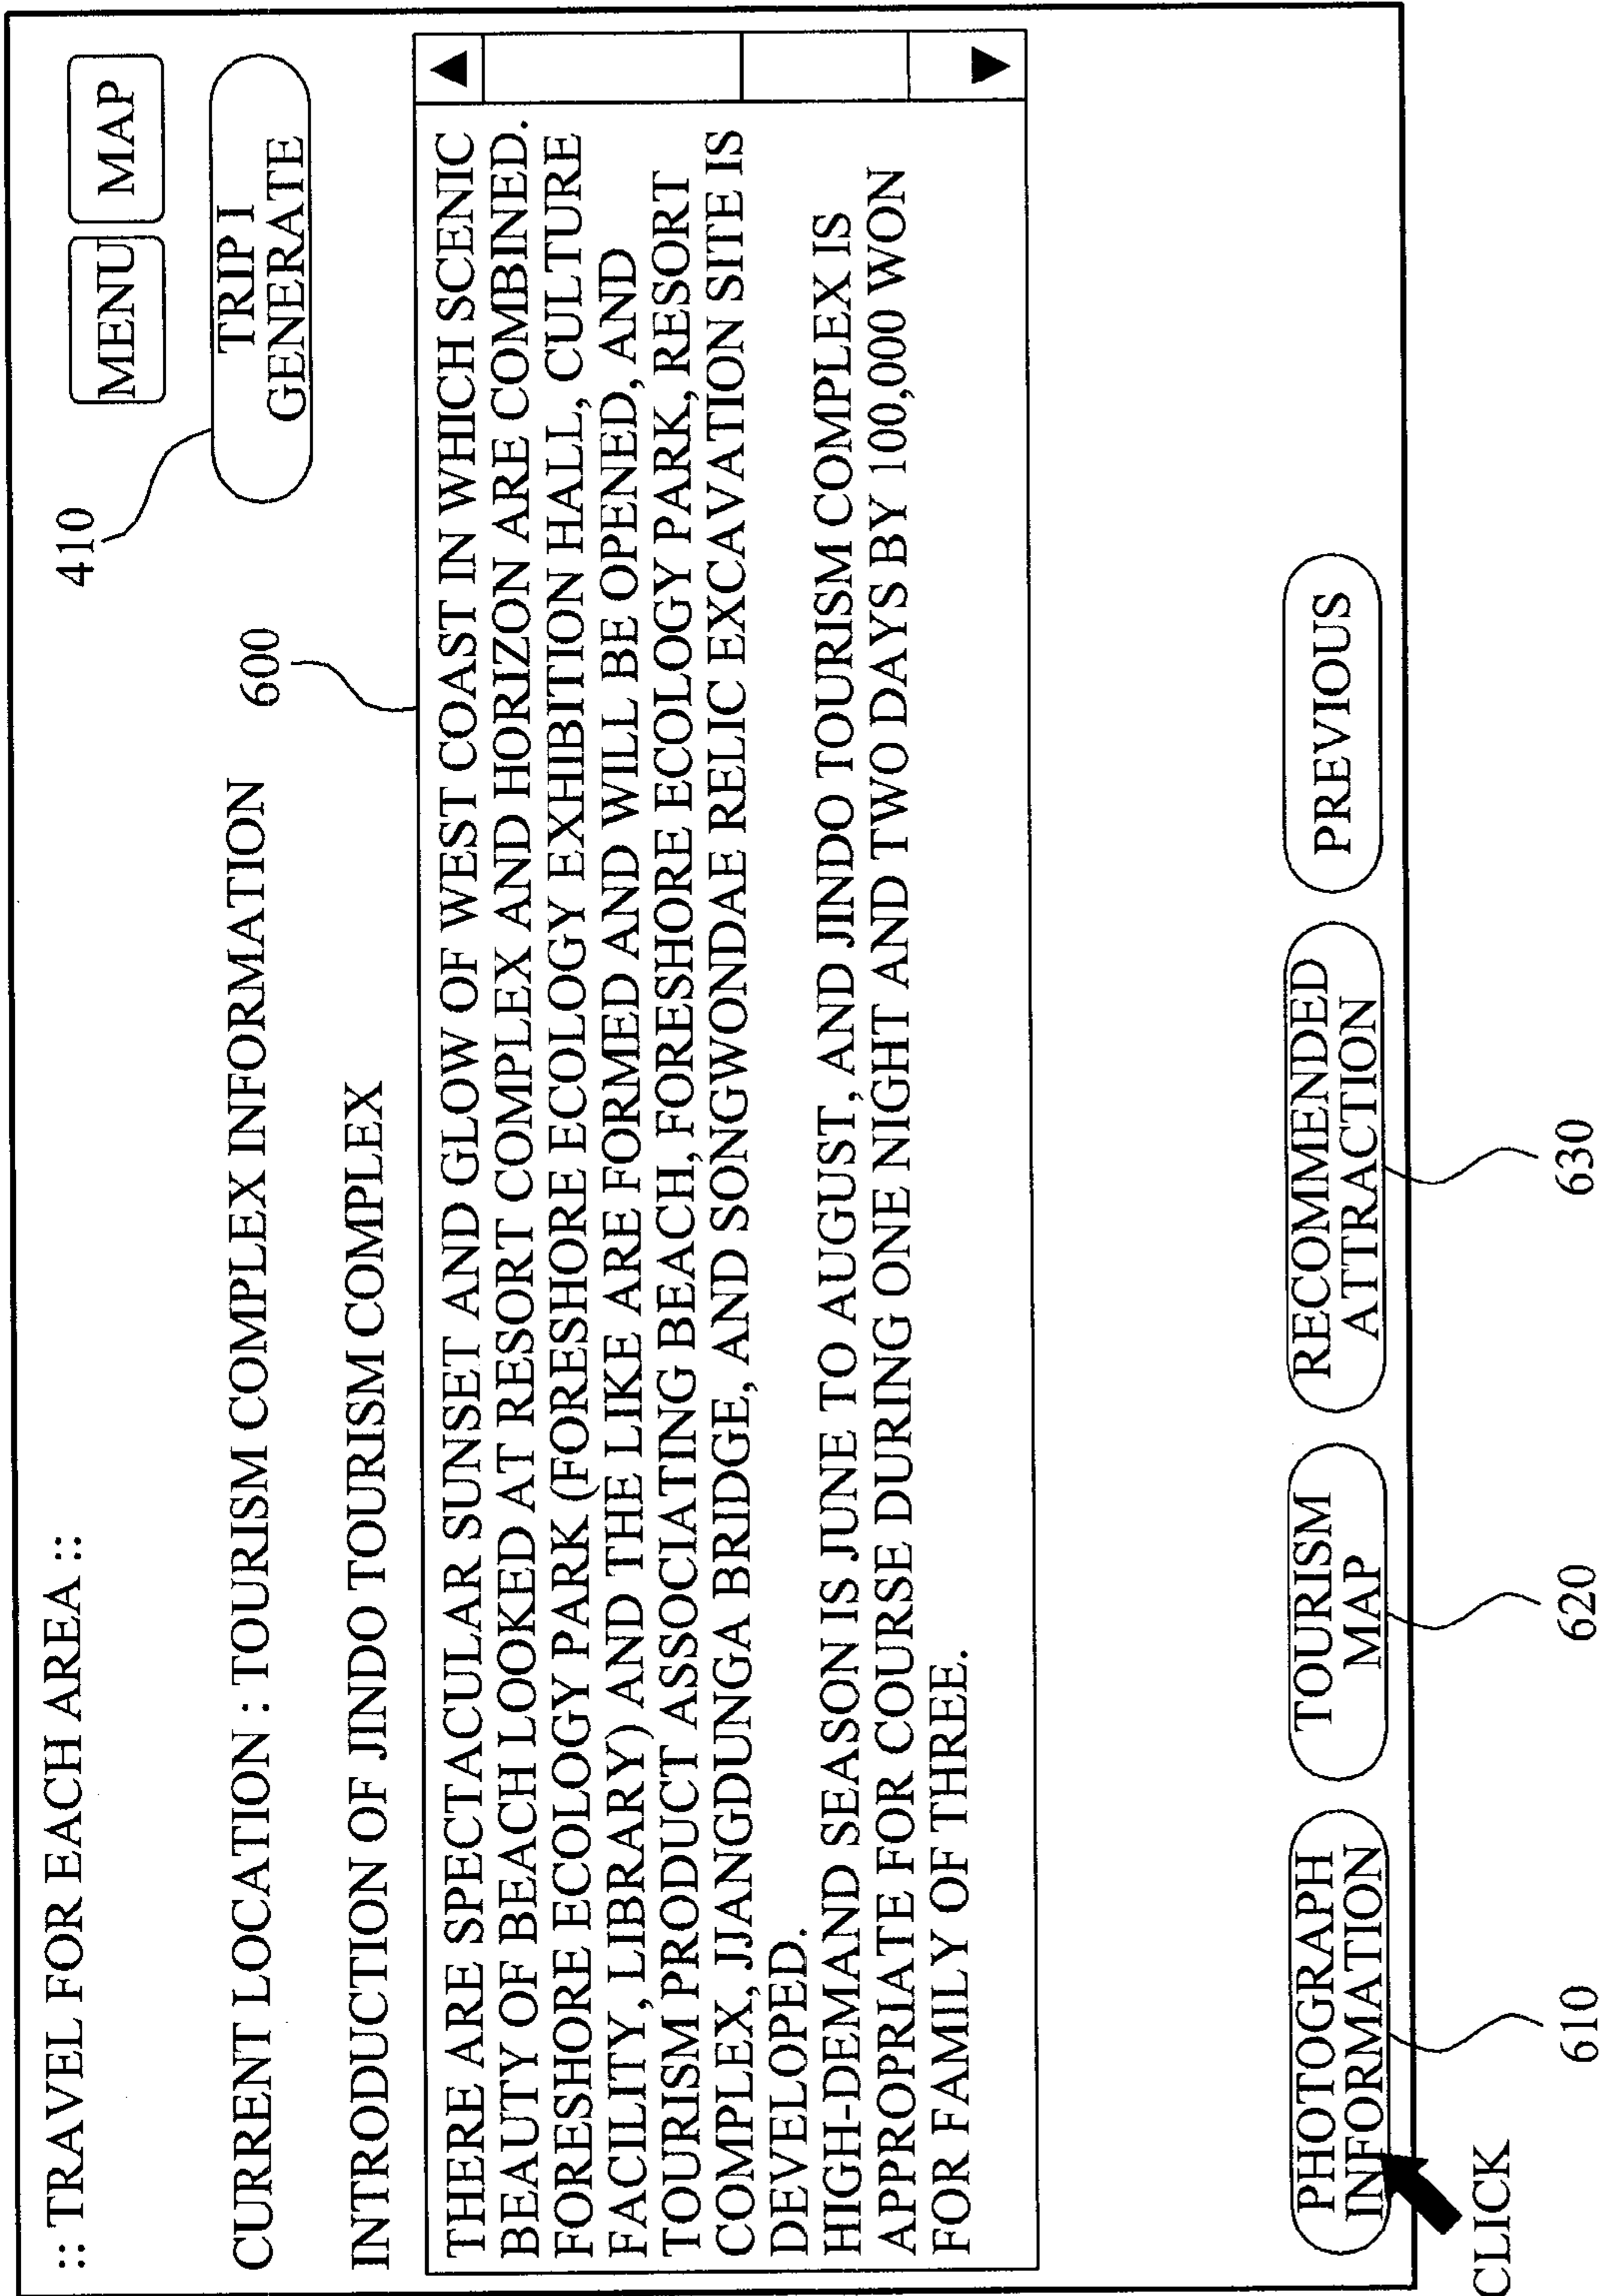 :: TRAVEL FOR EACH AREA ::
MENU
MAP
410
TRIP I
GENERATE
CURRENT LOCATION : TOURISM COMPLEX INFORMATION
600
INTRODUCTION OF JINDO TOURISM COMPLEX
THERE ARE SPECTACULAR SUNSET AND GLOW OF WEST COAST IN WHICH SCENIC
BEAUTY OF BEACH LOOKED AT RESORT COMPLEX AND HORIZON ARE COMBINED.
FORESHORE ECOLOGY PARK (FORESHORE ECOLOGY EXHIBITION HALL, CULTURE
FACILITY, LIBRARY) AND THE LIKE ARE FORMED AND WILL BE OPENED, AND
TOURISM PRODUCT ASSOCIATING BEACH, FORESHORE ECOLOGY PARK, RESORT
COMPLEX, JJANGDUNGA BRIDGE, AND SONGWONDAE RELIC EXCAVATION SITE IS
DEVELOPED.
HIGH-DEMAND SEASON IS JUNE TO AUGUST, AND JINDO TOURISM COMPLEX IS
APPROPRIATE FOR COURSE DURING ONE NIGHT AND TWO DAYS BY 100,000 WON
FOR FAMILY OF THREE.
PHOTOGRAPH
INFORMATION
TOURISM
MAP
RECOMMENDED
ATTRACTION
PREVIOUS
CLICK
610
620
630